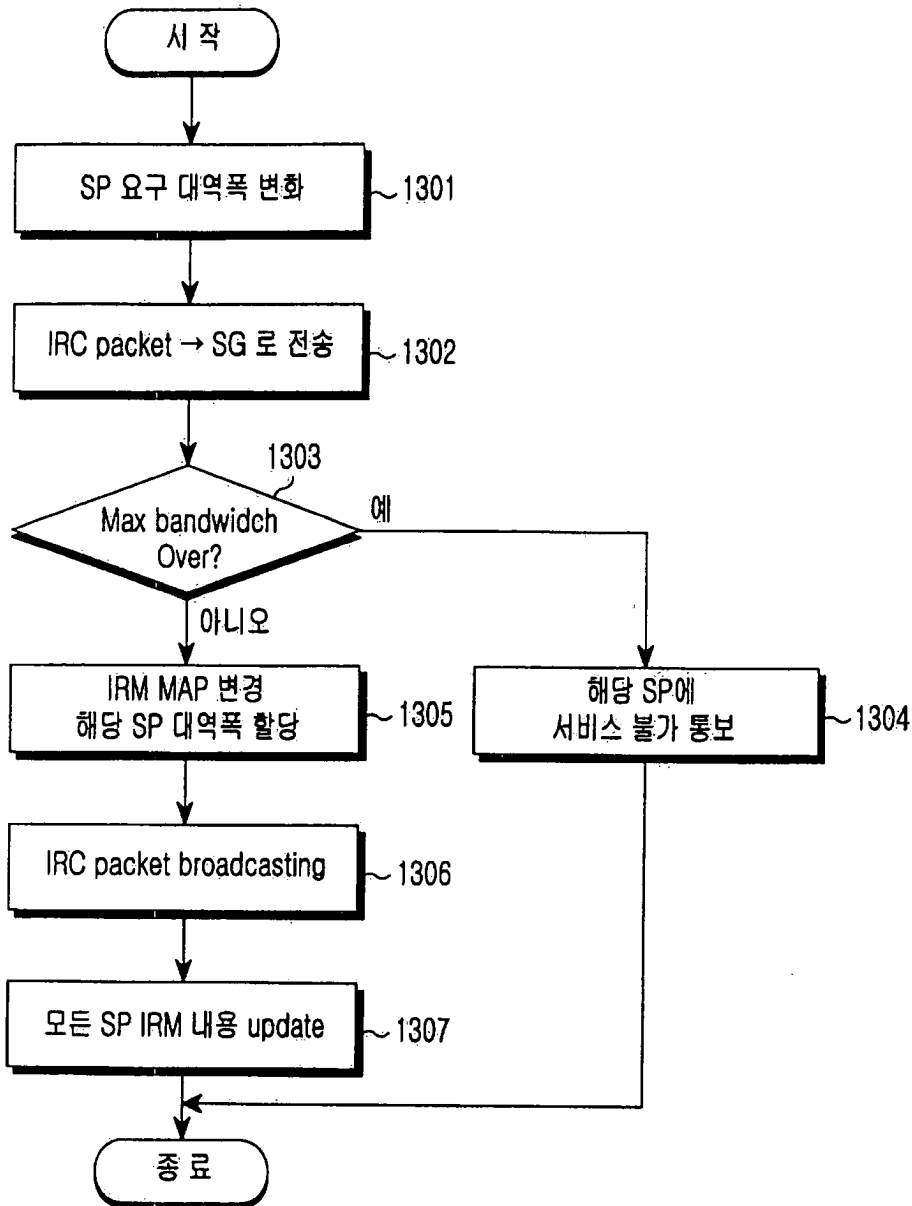 시 작
SP 요구 대역폭 변화
1301
IRC packet → SG 로 전송
1302
1303
Max bandwidch
Over?
예
아니오
IRM MAP 변경
해당 SP 대역폭 할당
1305
해당 SP에
서비스 불가 통보
1304
IRC packet broadcasting
1306
모든 SP IRM 내용 update
1307
종 료